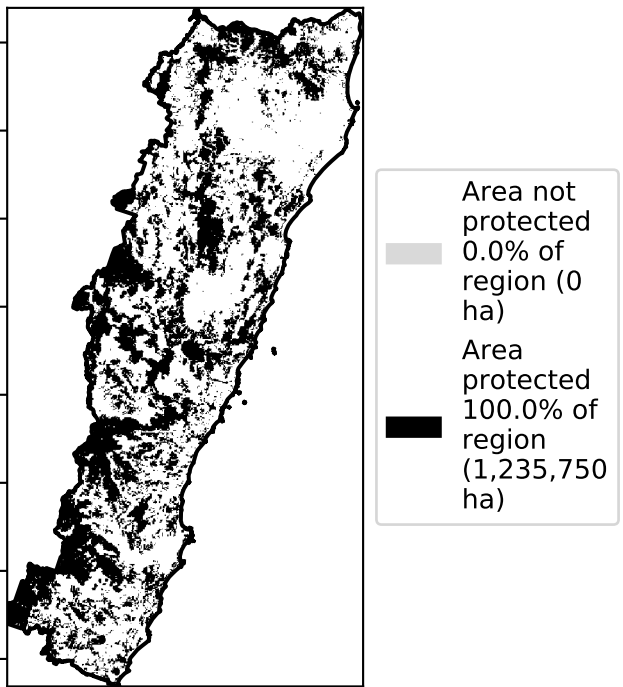 Area not
protected
0.0% of
region (0
ha)
Area
protected
100.0% of
region
(1,235,750
ha)